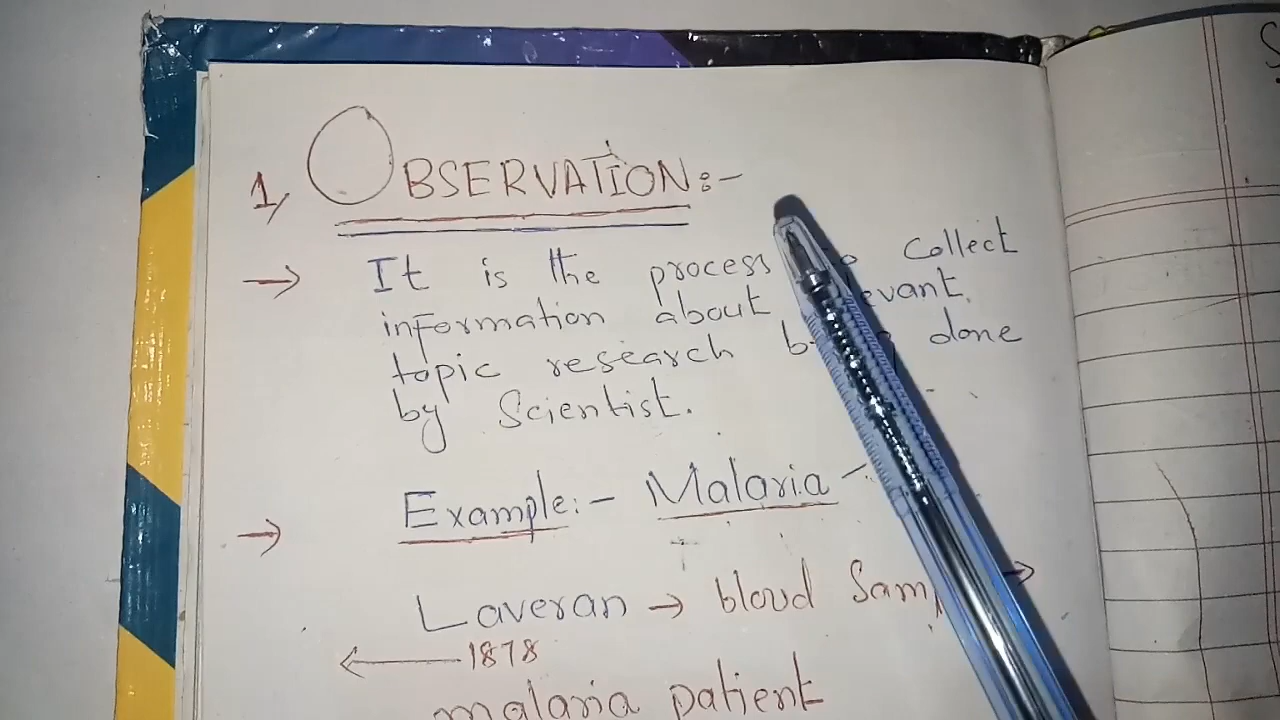 1, OBSERVATION:-
→ It is the process collect
information about
topic research done
by Scientist.
→ Example:- Malaria -
Laveran → bloud →
← 1878
malaria patient